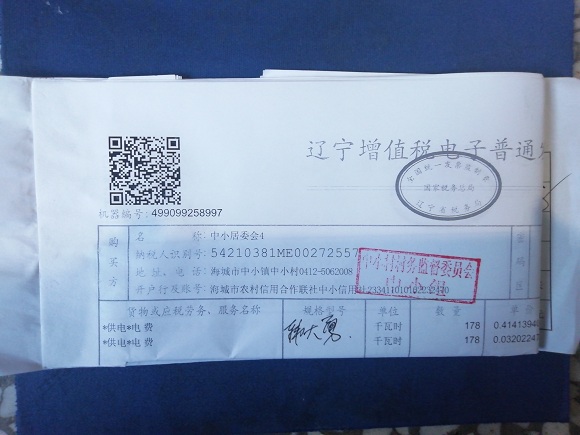 辽宁增值税电子普通
全国统一发票监制章
国家税务总局
辽宁省税务局
机器编号: 499099258997
购买方
名 称: 中小居委会4
纳税人识别号: 54210381ME00272557
地址、电话: 海城市中小镇中小村0412-5062008
开户行及账号: 海城市农村信用合作联社中小信用社
中小村村务监督委员会
密码区
货物或应税劳务、服务名称 规格型号 单位 数 量 单 价
*供电*电费 千瓦时 178 0.4141394
*供电*电费 千瓦时 178 0.0320224